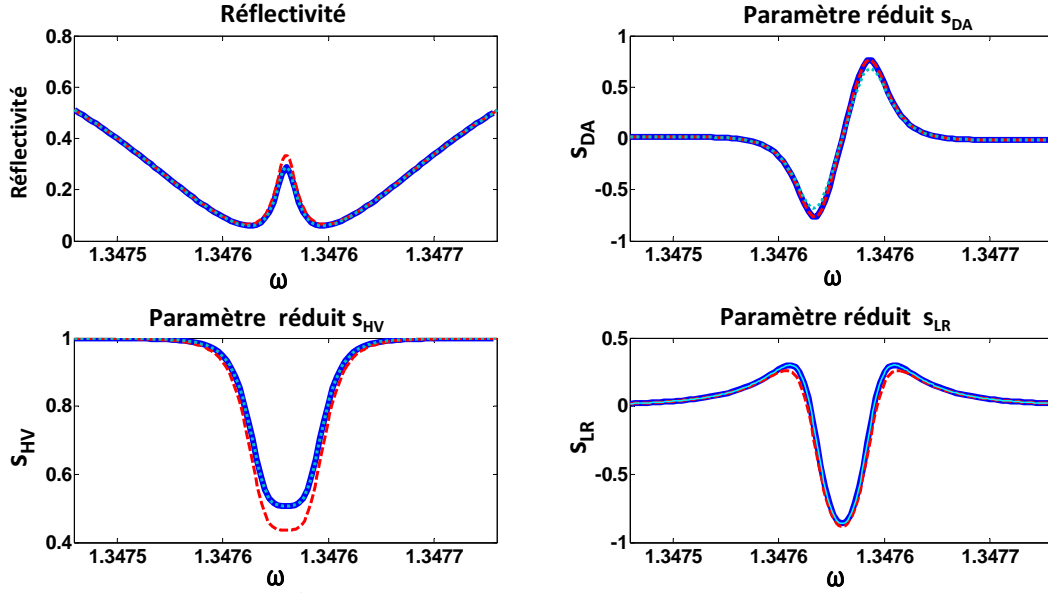 Réflectivité
Réflectivité
0.8
0.6
0.4
0.2
0
1.3475
1.3476
1.3476
1.3477
ω
Paramètre réduit sDA
sDA
1
0.5
0
-0.5
-1
1.3475
1.3476
1.3476
1.3477
ω
Paramètre réduit sHV
sHV
1
0.8
0.6
0.4
1.3475
1.3476
1.3476
1.3477
ω
Paramètre réduit sLR
sLR
0.5
0
-0.5
-1
1.3475
1.3476
1.3476
1.3477
ω